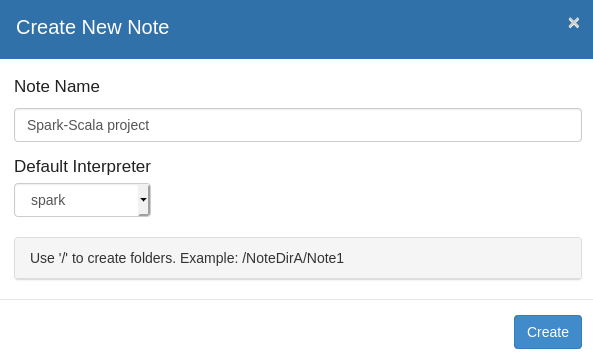 Create New Note
×
Note Name
Spark-Scala project
Default Interpreter
spark
Use '/' to create folders. Example: /NoteDirA/Note1
Create